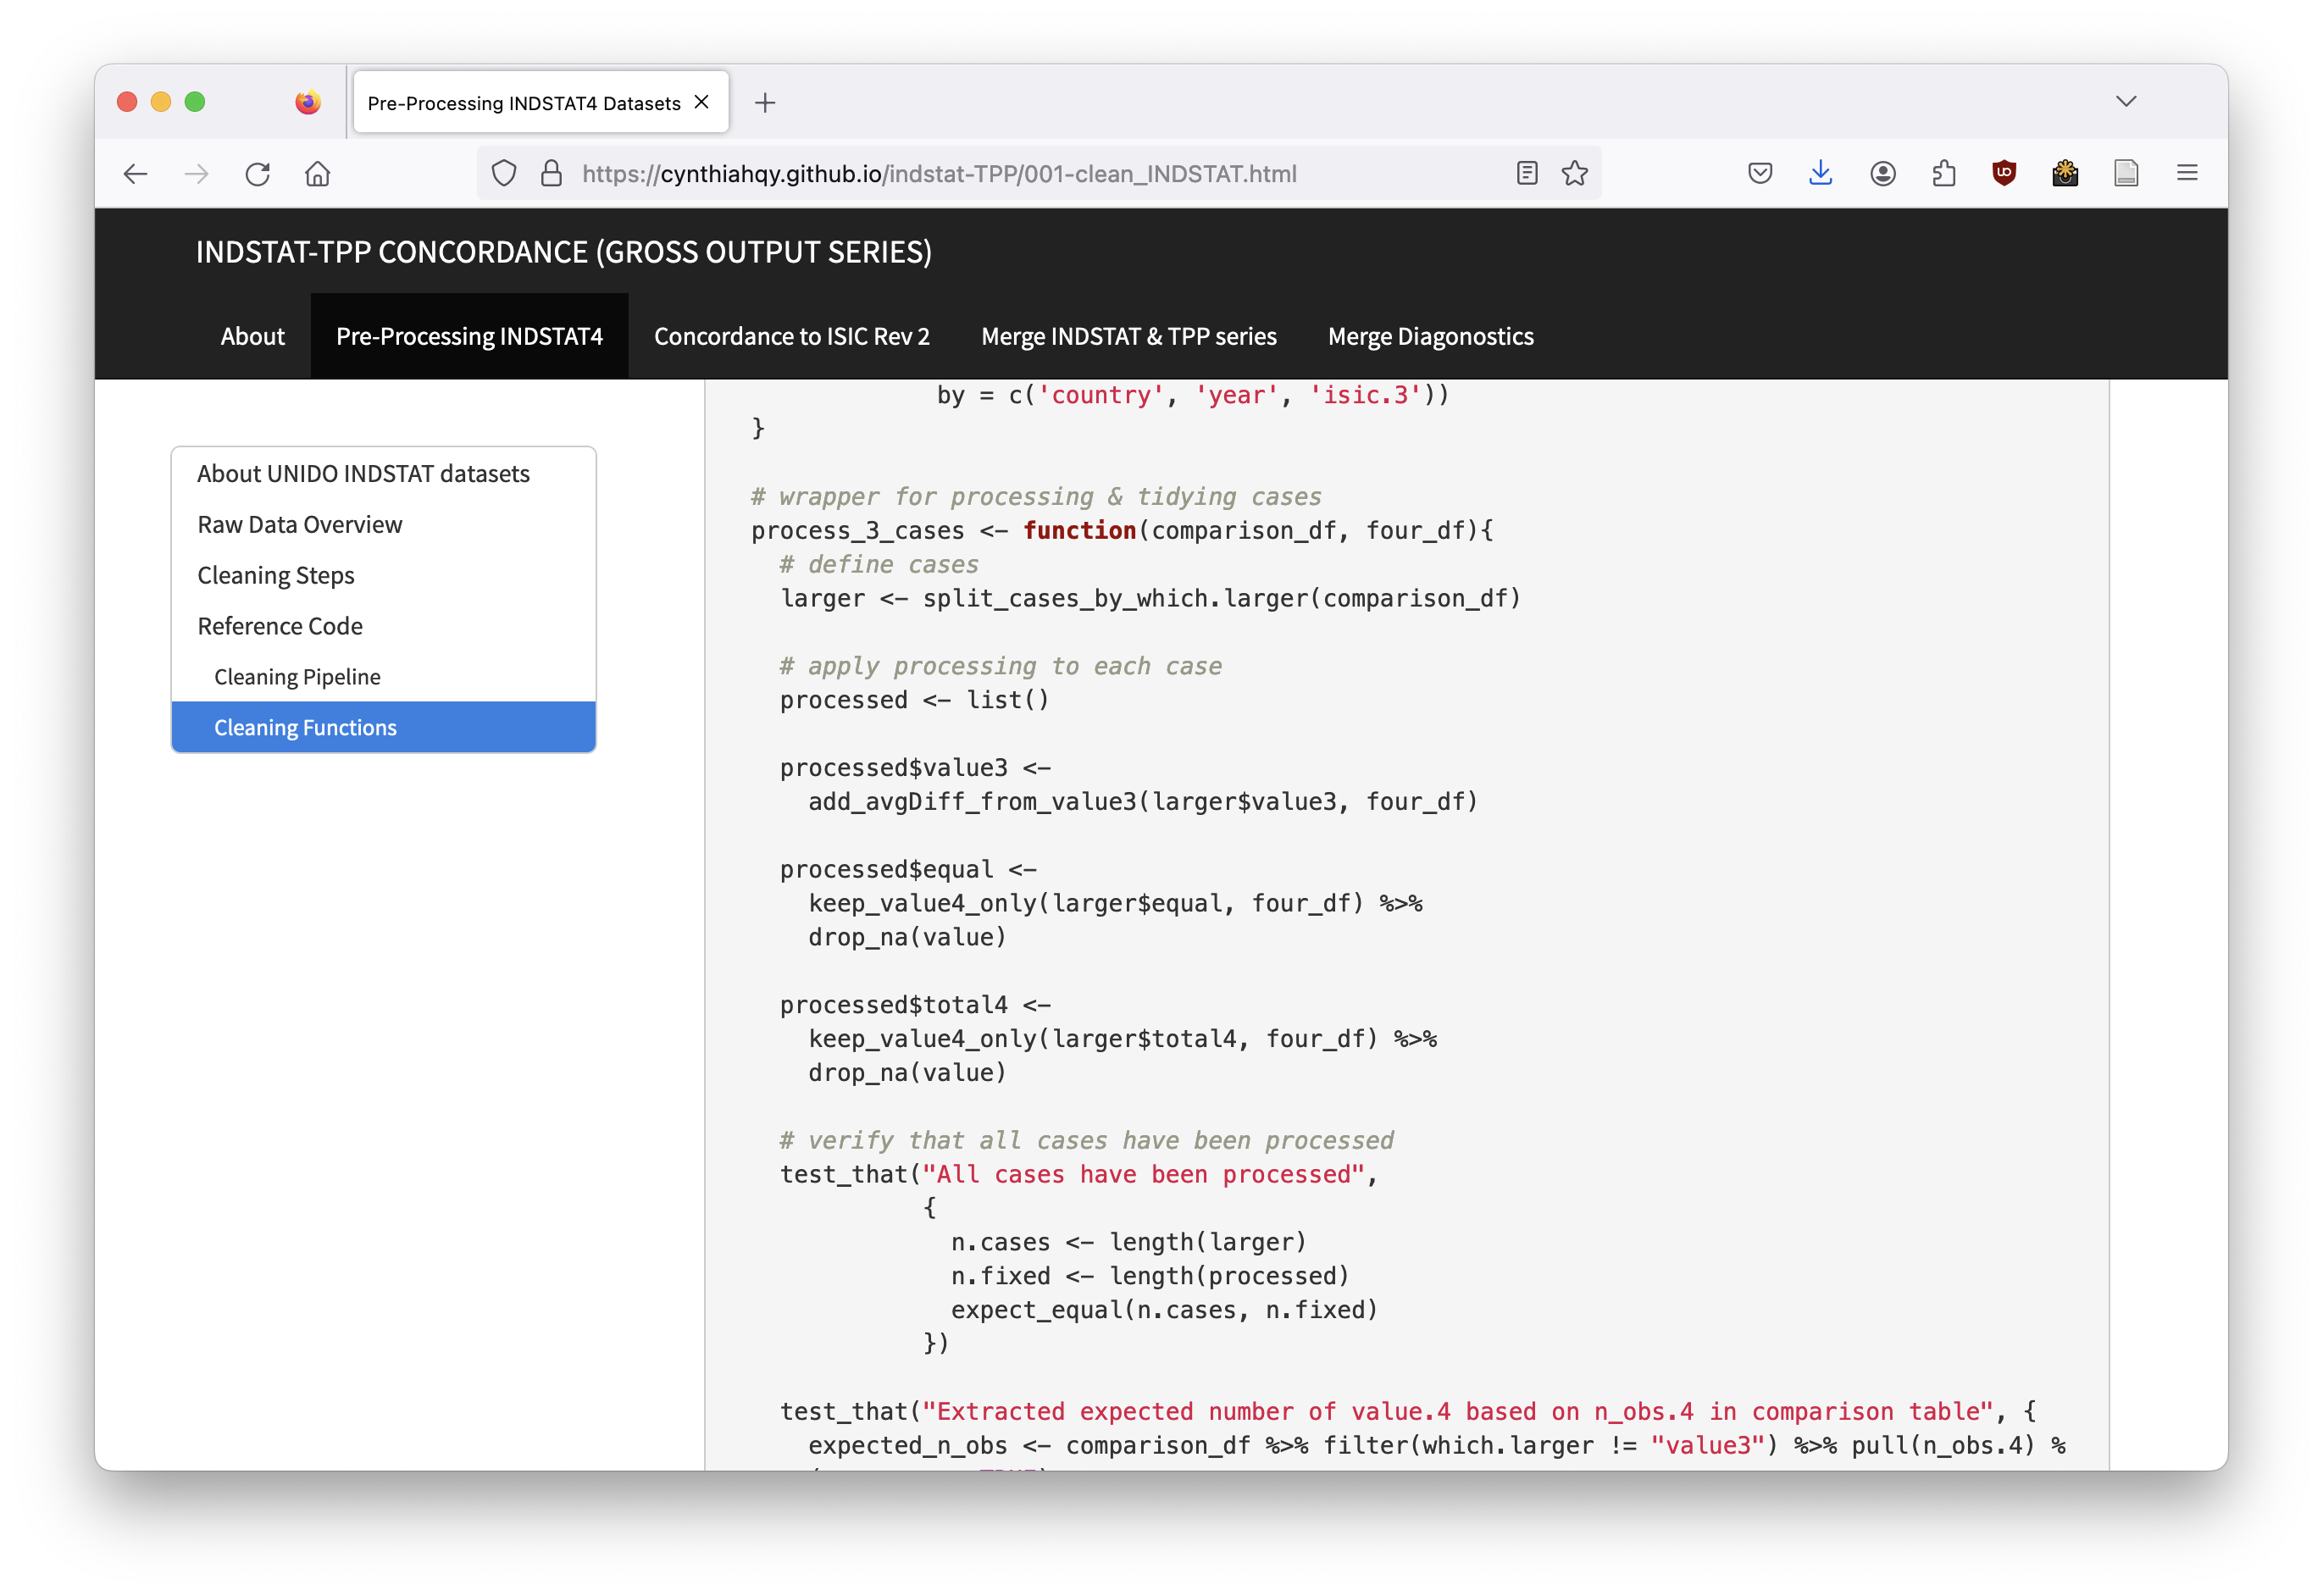 Pre-Processing INDSTAT4 Datasets
https://cynthiahqy.github.io/indstat-TPP/001-clean_INDSTAT.html
INDSTAT-TPP CONCORDANCE (GROSS OUTPUT SERIES)
About
Pre-Processing INDSTAT4
Concordance to ISIC Rev 2
Merge INDSTAT & TPP series
Merge Diagonostics
About UNIDO INDSTAT datasets
Raw Data Overview
Cleaning Steps
Reference Code
Cleaning Pipeline
Cleaning Functions
by = c('country', 'year', 'isic.3'))
}
# wrapper for processing & tidying cases
process_3_cases <- function(comparison_df, four_df){
# define cases
larger <- split_cases_by_which.larger(comparison_df)
# apply processing to each case
processed <- list()
processed$value3 <-
add_avgDiff_from_value3(larger$value3, four_df)
processed$equal <-
keep_value4_only(larger$equal, four_df) %>%
drop_na(value)
processed$total4 <-
keep_value4_only(larger$total4, four_df) %>%
drop_na(value)
# verify that all cases have been processed
test_that("All cases have been processed",
{
n.cases <- length(larger)
n.fixed <- length(processed)
expect_equal(n.cases, n.fixed)
})
test_that("Extracted expected number of value.4 based on n_obs.4 in comparison table", {
expected_n_obs <- comparison_df %>% filter(which.larger != "value3") %>% pull(n_obs.4) %